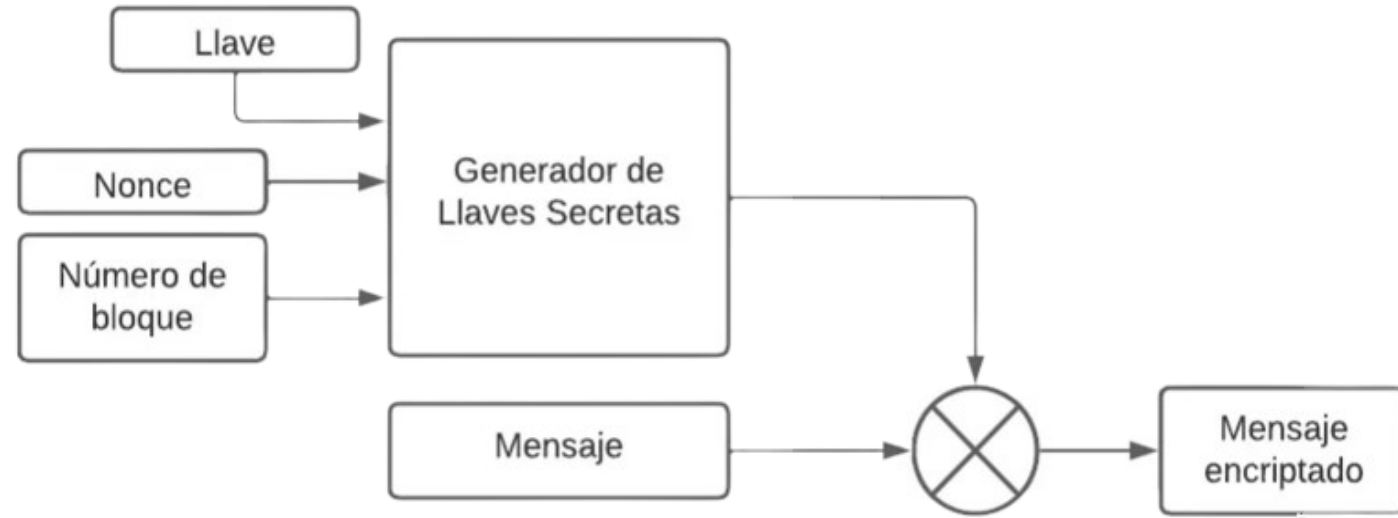 Llave
Nonce
Número de
bloque
Generador de
Llaves Secretas
Mensaje
Mensaje
encriptado